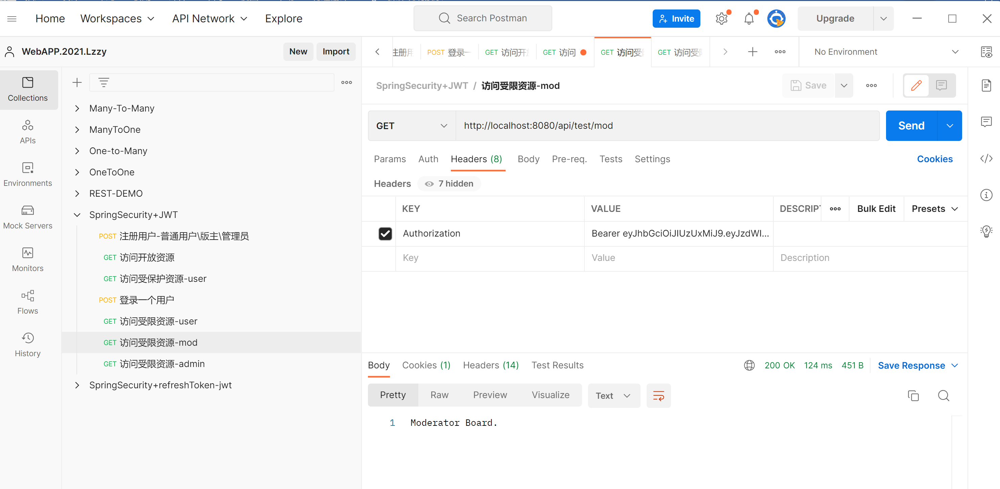 Home Workspaces API Network Explore Search Postman Invite Upgrade
WebAPP.2021.Lzzy New Import
POST 登录一 GET 访问开 GET 访问 GET 访问受 GET 访问受 No Environment
Collections
APIs
Environments
Mock Servers
Monitors
Flows
History
Many-To-Many
ManyToOne
One-to-Many
OneToOne
REST-DEMO
SpringSecurity+JWT
POST 注册用户-普通用户\版主\管理员
GET 访问开放资源
GET 访问受保护资源-user
POST 登录一个用户
GET 访问受限资源-user
GET 访问受限资源-mod
GET 访问受限资源-admin
SpringSecurity+refreshToken-jwt
SpringSecurity+JWT / 访问受限资源-mod Save
GET http://localhost:8080/api/test/mod Send
Params Auth Headers (8) Body Pre-req. Tests Settings Cookies
Headers 7 hidden
KEY VALUE DESCRIPT Bulk Edit Presets
Authorization Bearer eyJhbGciOiJIUzUxMiJ9.eyJzdWI...
Key Value Description
Body Cookies (1) Headers (14) Test Results 200 OK 124 ms 451 B Save Response
Pretty Raw Preview Visualize Text
1 Moderator Board.